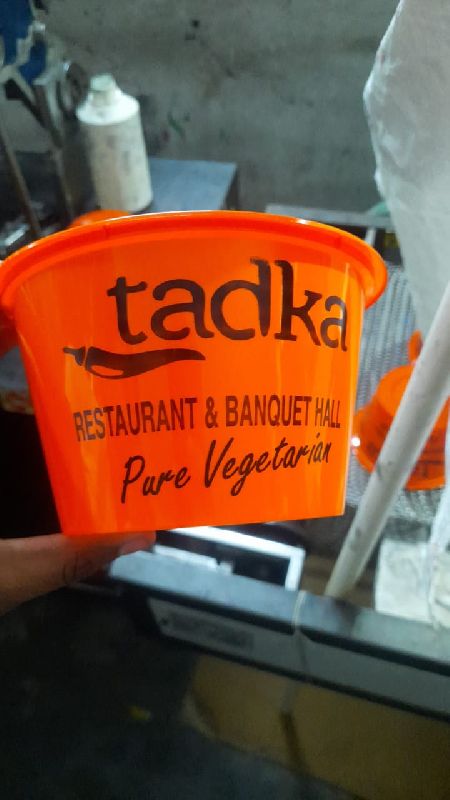 tadka
RESTAURANT & BANQUET HALL
Pure Vegetarian